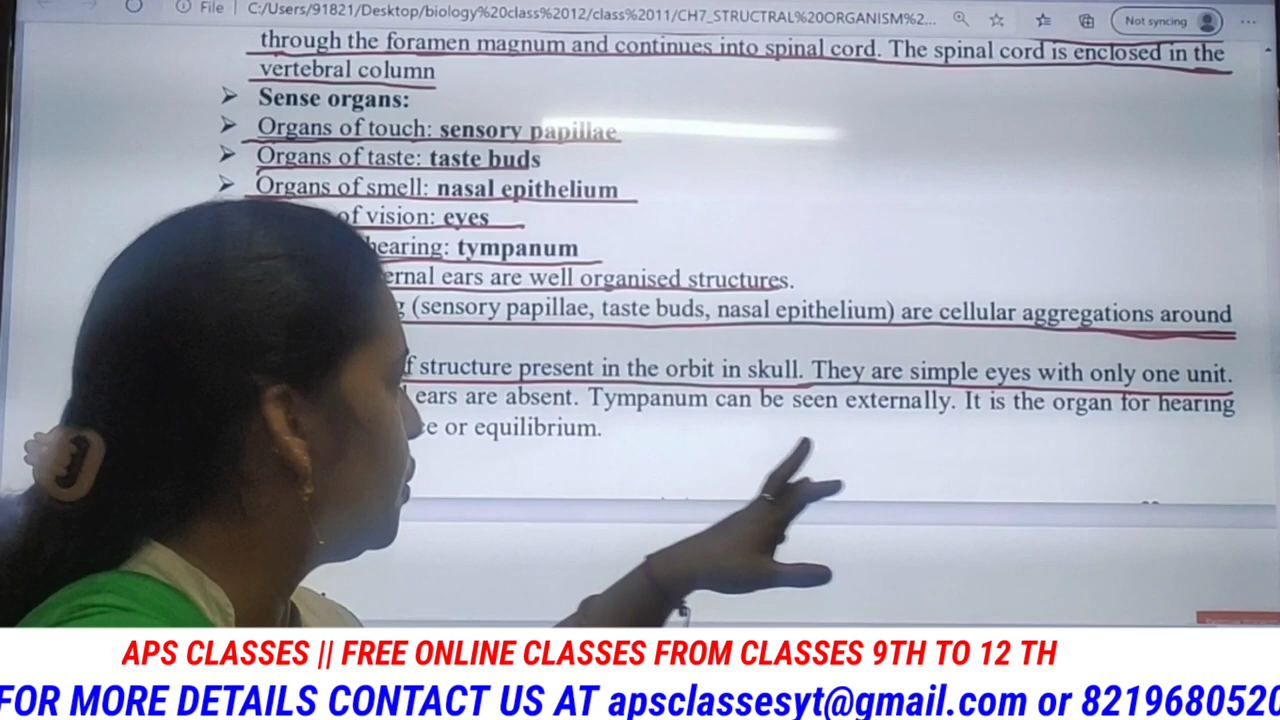 File C:/Users/91821/Desktop/biology%20class%2012/class%2011/CH7_STRUCTRAL%20ORGANISM%2... Not syncing
through the foramen magnum and continues into spinal cord. The spinal cord is enclosed in the
vertebral column
➤ Sense organs:
➤ Organs of touch: sensory papillae
➤ Organs of taste: taste buds
➤ Organs of smell: nasal epithelium
of vision: eyes
hearing: tympanum
ernal ears are well organised structures.
(sensory papillae, taste buds, nasal epithelium) are cellular aggregations around
f structure present in the orbit in skull. They are simple eyes with only one unit.
ears are absent. Tympanum can be seen externally. It is the organ for hearing
ce or equilibrium.
APS CLASSES || FREE ONLINE CLASSES FROM CLASSES 9TH TO 12 TH
FOR MORE DETAILS CONTACT US AT apsclassesyt@gmail.com or 8219680520